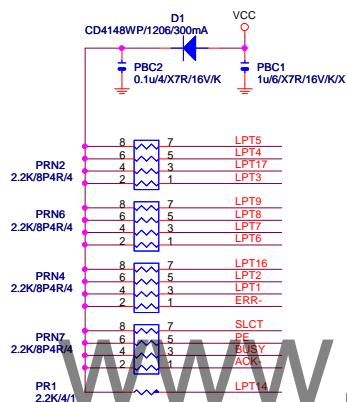 D1
VCC
CD4148WP/1206/300mA
PBC2
0.1u/4/X7R/16V/K
PBC1
1u/6/X7R/16V/K/X
8 7 LPT5
6 5 LPT4
PRN2 4 3 LPT17
2.2K/8P4R/4 2 1 LPT3
8 7 LPT9
PRN6 6 5 LPT8
2.2K/8P4R/4 4 3 LPT7
2 1 LPT6
8 7 LPT16
PRN4 6 5 LPT2
2.2K/8P4R/4 4 3 LPT1
2 1 ERR-
8 7 SLCT
PRN7 6 5 PE
2.2K/8P4R/4 4 3 BUSY
2 1 ACK-
PR1 LPT14
2.2K/4/1
www